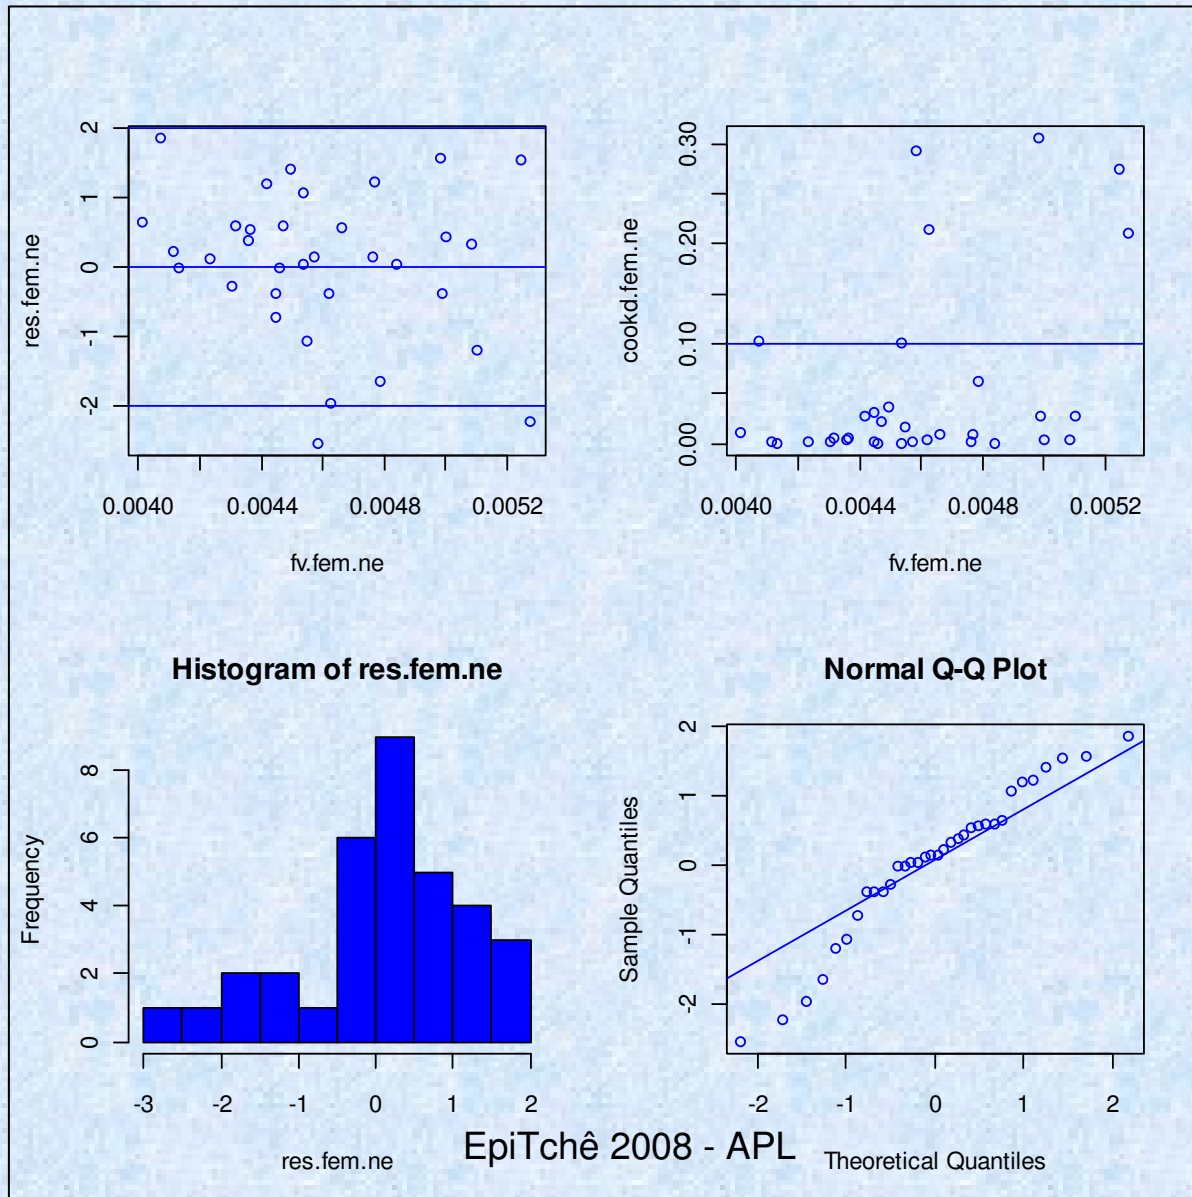 res.fem.ne
2
1
0
-1
-2
0.0040 0.0044 0.0048 0.0052
fv.fem.ne
cookd.fem.ne
0.30
0.20
0.10
0.00
0.0040 0.0044 0.0048 0.0052
fv.fem.ne
Histogram of res.fem.ne
Frequency
8
6
4
2
0
-3 -2 -1 0 1 2
res.fem.ne
Normal Q-Q Plot
Sample Quantiles
2
1
0
-1
-2
-2 -1 0 1 2
Theoretical Quantiles
EpiTchê 2008 - APL